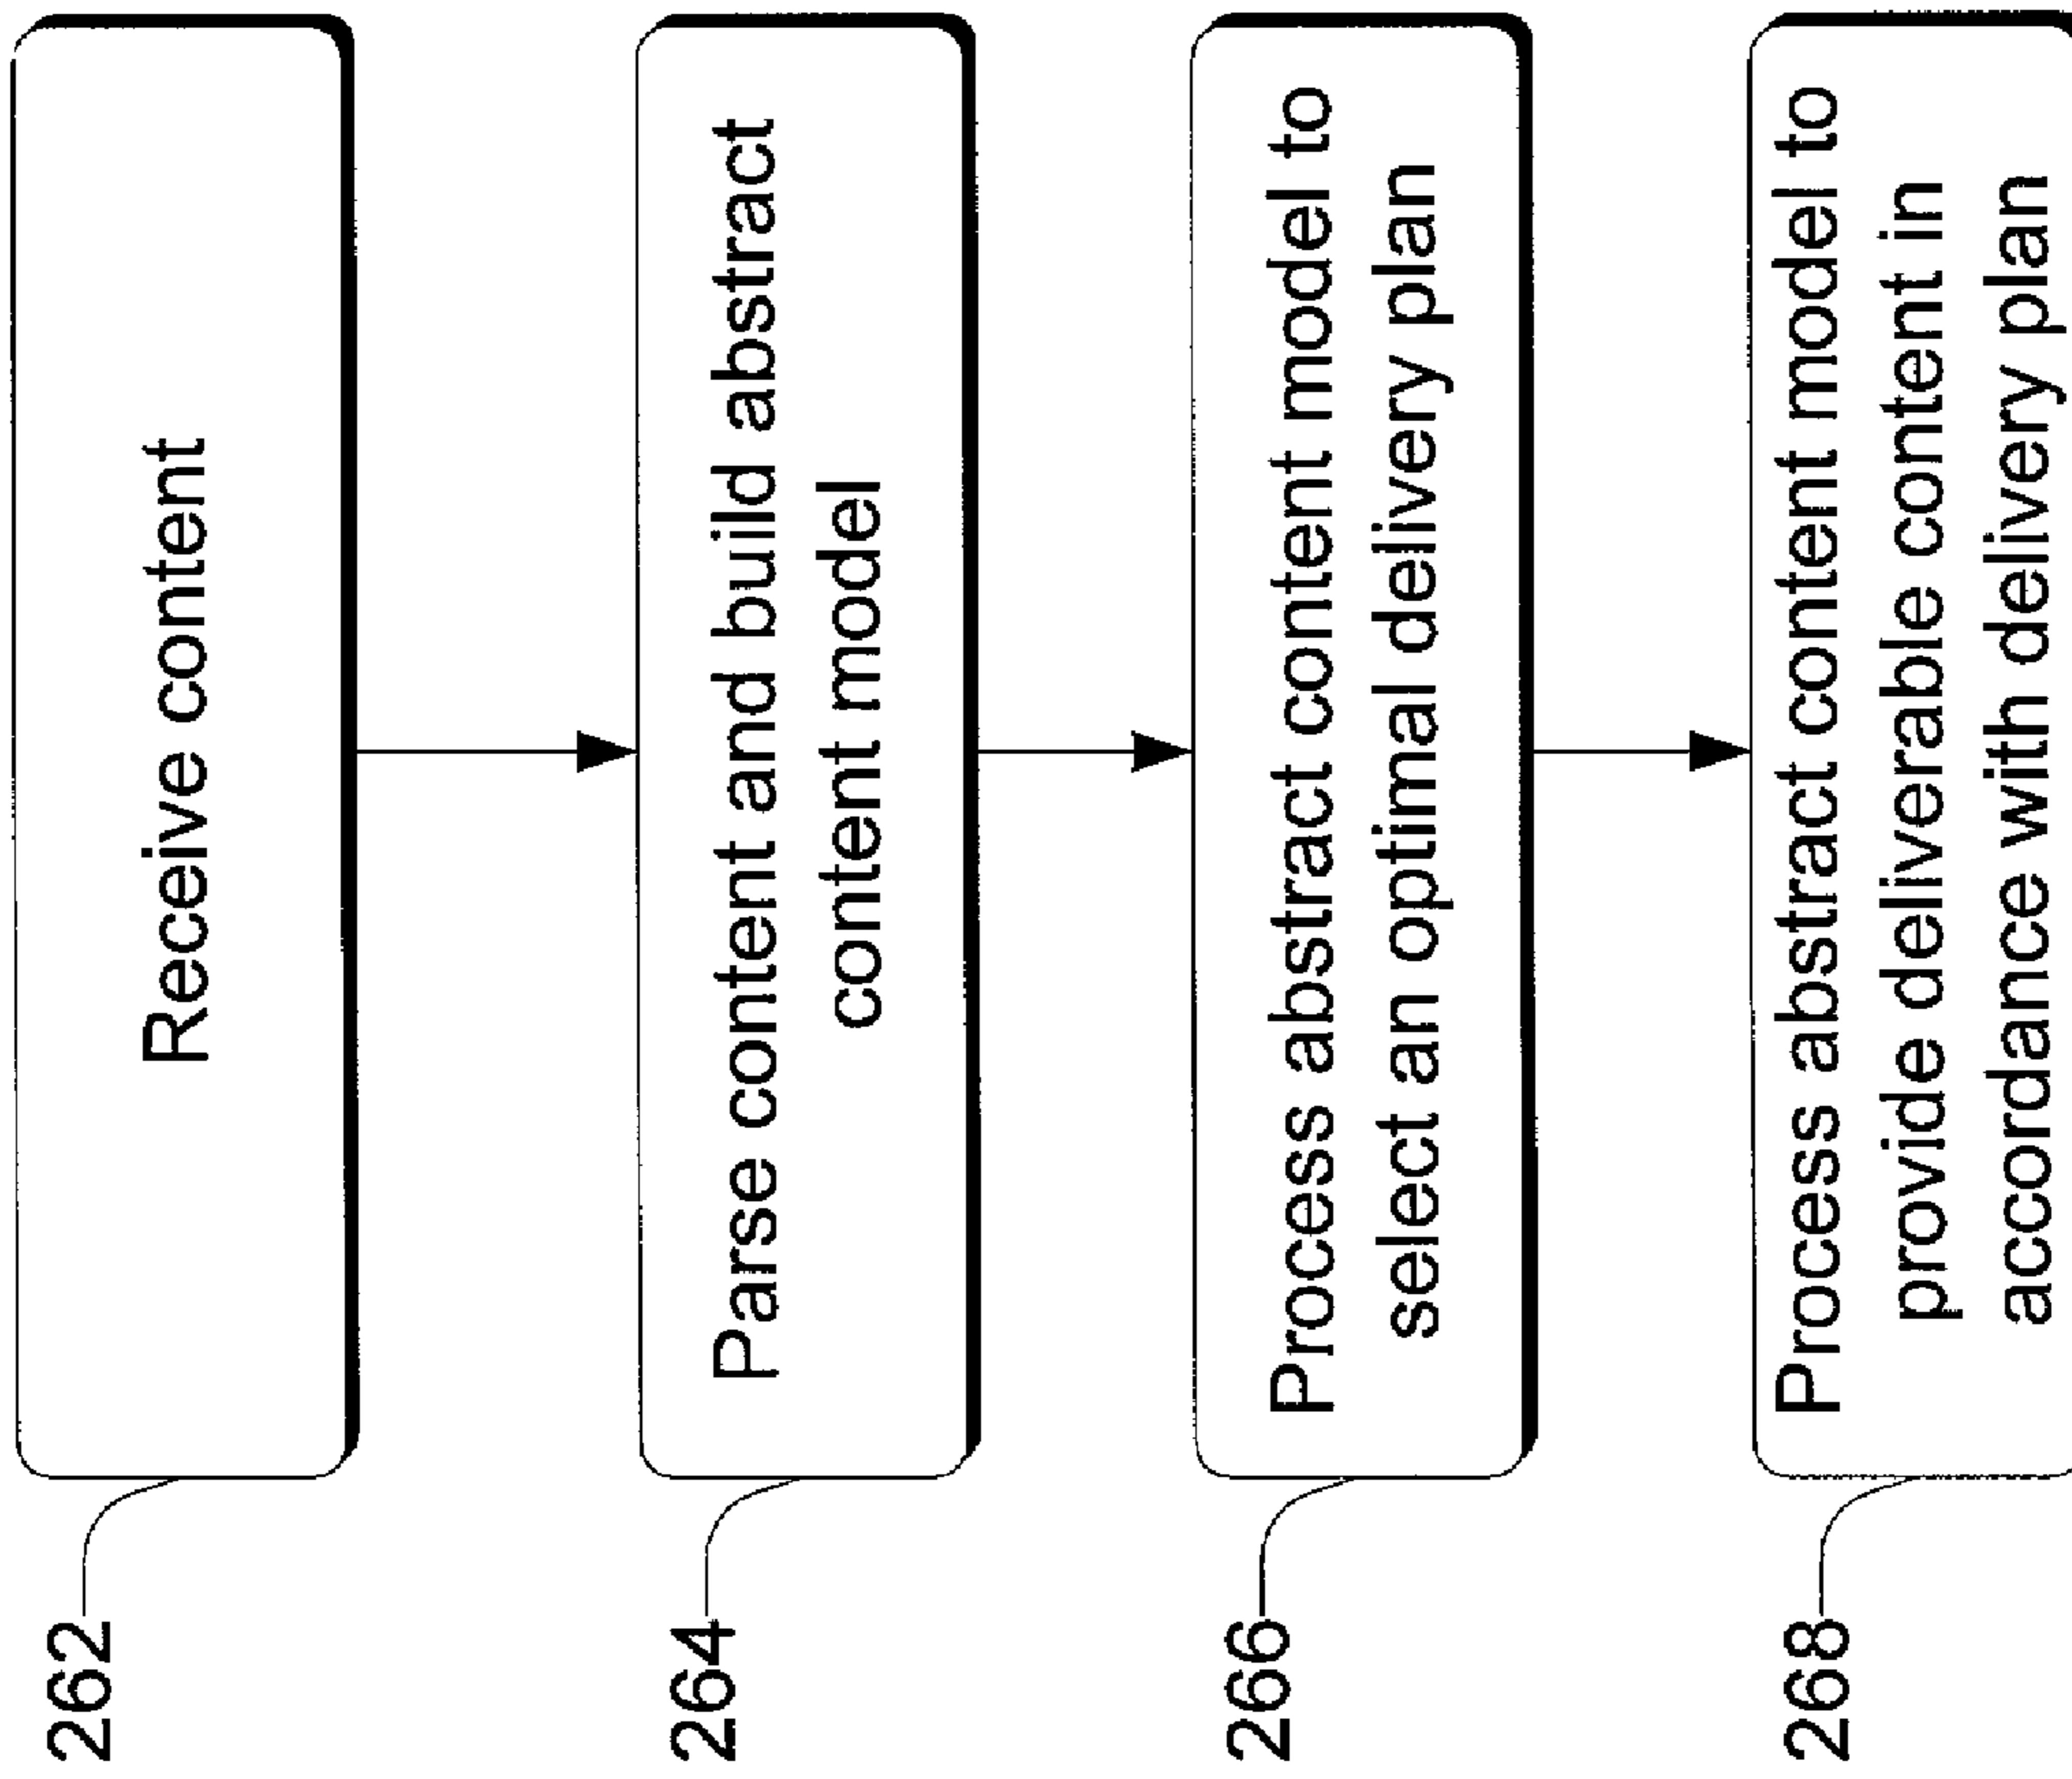 262
Receive content
264
Parse content and build abstract
content model
266
Process abstract content model to
select an optimal delivery plan
268
Process abstract content model to
provide deliverable content in
accordance with delivery plan